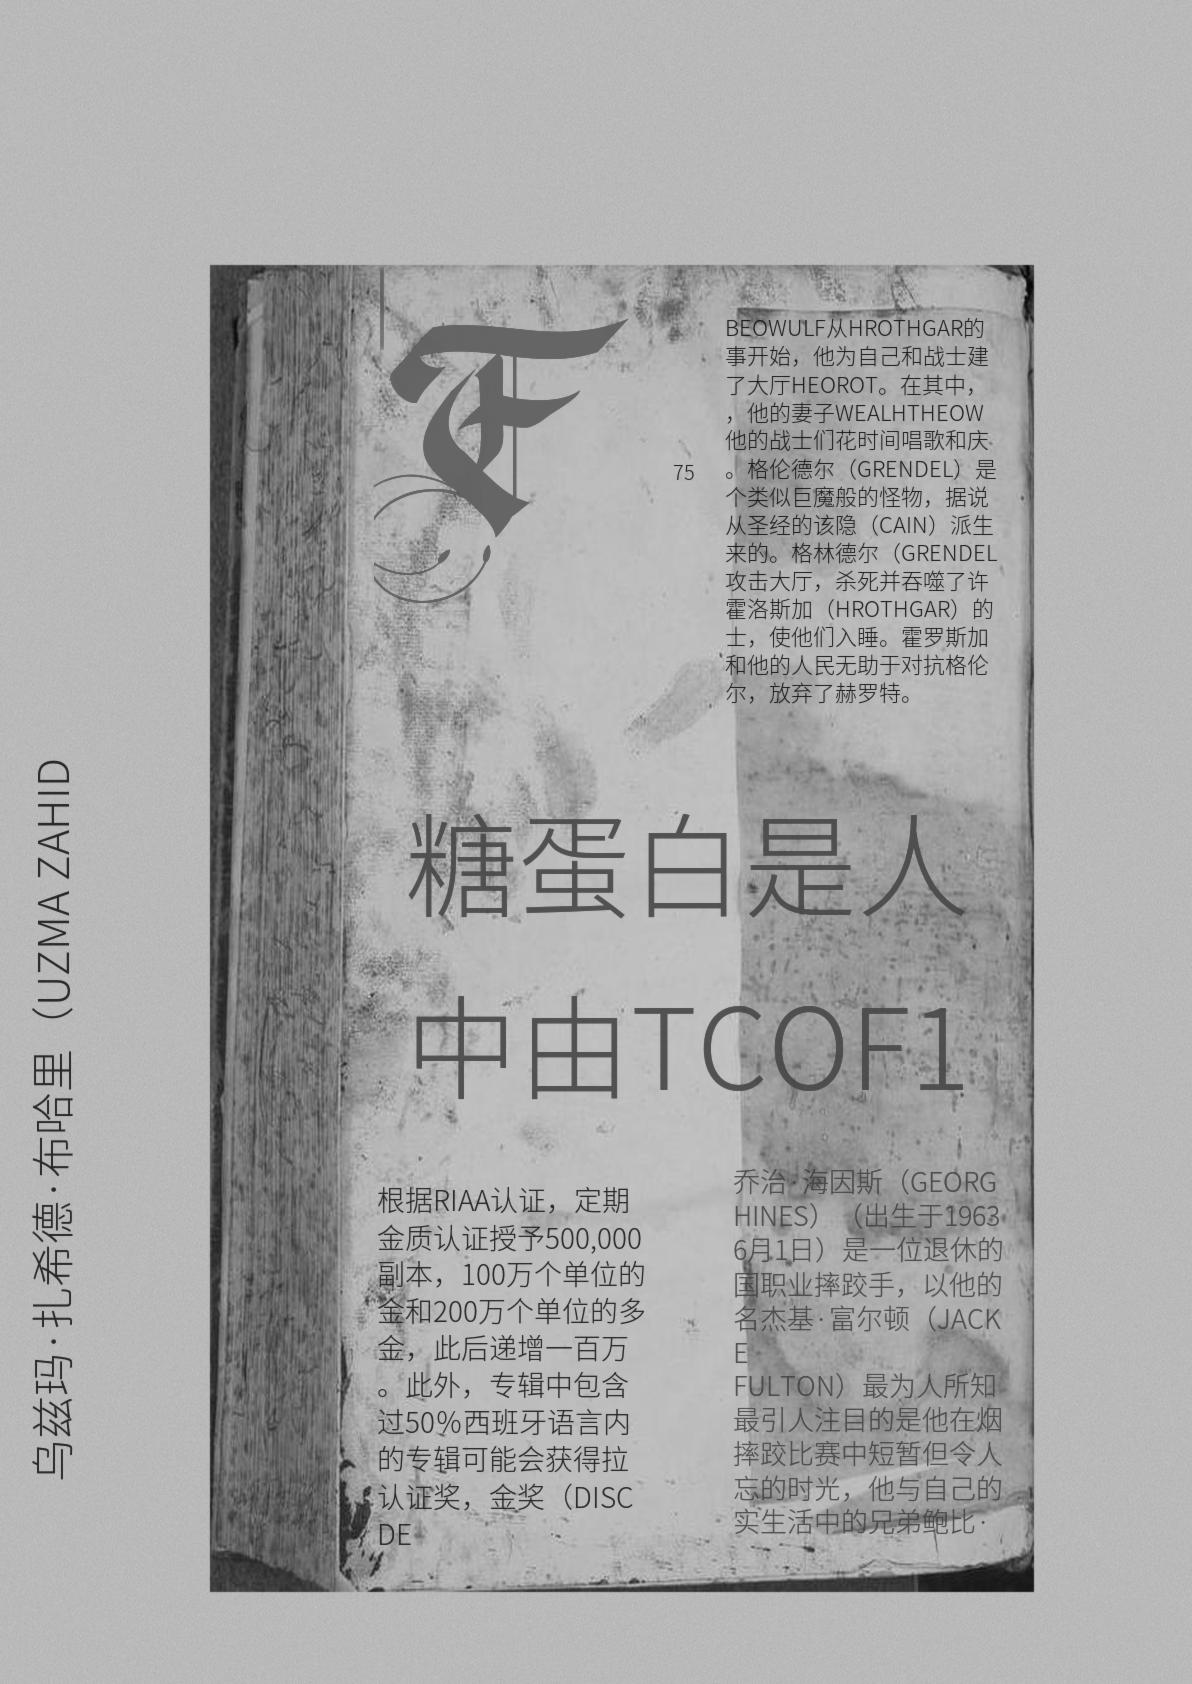 F
75
BEOWULF从HROTHGAR的
事开始，他为自己和战士建
了大厅HEOROT。在其中，
，他的妻子WEALHTHEOW
他的战士们花时间唱歌和庆
。格伦德尔（GRENDEL）是
个类似巨魔般的怪物，据说
从圣经的该隐（CAIN）派生
来的。格林德尔（GRENDEL
攻击大厅，杀死并吞噬了许
霍洛斯加（HROTHGAR）的
士，使他们入睡。霍罗斯加
和他的人民无助于对抗格伦
尔，放弃了赫罗特。
糖蛋白是人
中由TCOF1
根据RIAA认证，定期
金质认证授予500,000
副本，100万个单位的
金和200万个单位的多
金，此后递增一百万
。此外，专辑中包含
过50％西班牙语言内
的专辑可能会获得拉
认证奖，金奖（DISC
DE
乔治·海因斯（GEORG
HINES）（出生于1963
6月1日）是一位退休的
国职业摔跤手，以他的
名杰基·富尔顿（JACK
E
FULTON）最为人所知
最引人注目的是他在烟
摔跤比赛中短暂但令人
忘的时光，他与自己的
实生活中的兄弟鲍比·
乌兹玛·扎希德·布哈里（UZMA ZAHID